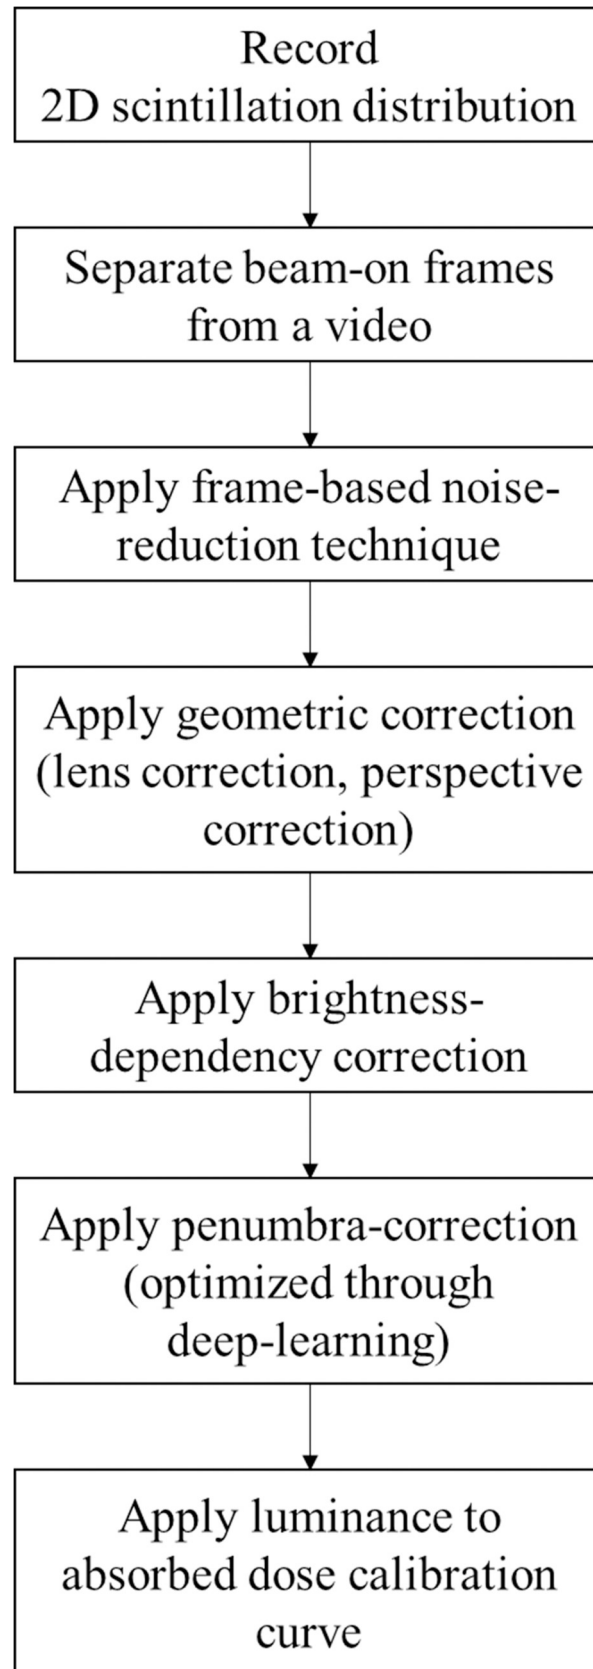 Record
2D scintillation distribution
Separate beam-on frames
from a video
Apply frame-based noise-
reduction technique
Apply geometric correction
(lens correction, perspective
correction)
Apply brightness-
dependency correction
Apply penumbra-correction
(optimized through
deep-learning)
Apply luminance to
absorbed dose calibration
curve